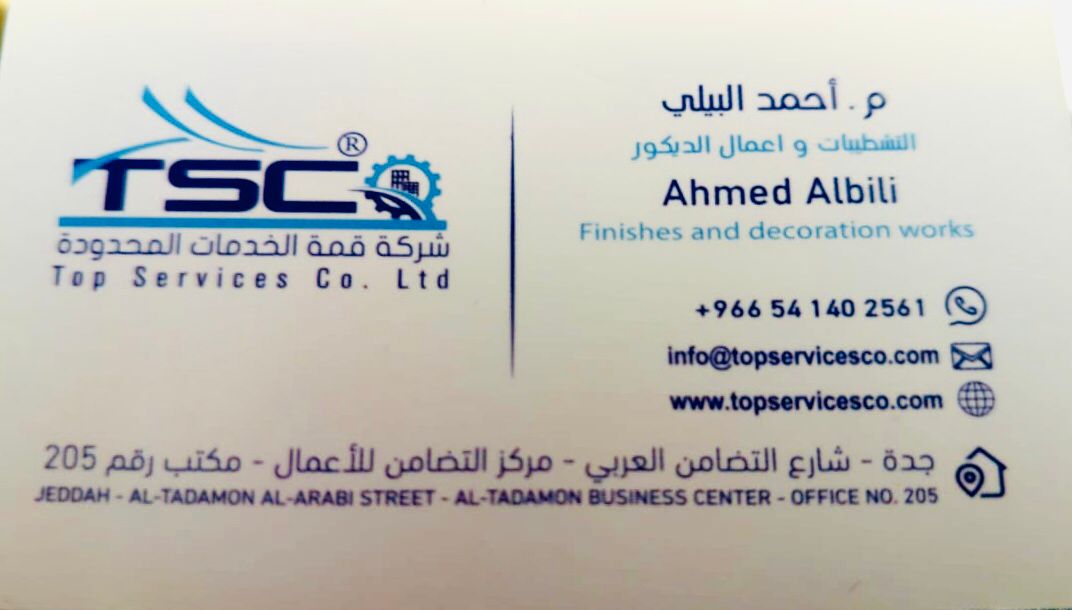 TSC
®
شركة قمة الخدمات المحدودة
Top Services Co. Ltd
م. أحمد البيلي
التشطيبات و اعمال الديكور
Ahmed Albili
Finishes and decoration works
+966 54 140 2561
info@topservicesco.com
www.topservicesco.com
جدة - شارع التضامن العربي - مركز التضامن للأعمال - مكتب رقم 205
JEDDAH - AL-TADAMON AL-ARABI STREET - AL-TADAMON BUSINESS CENTER - OFFICE NO. 205